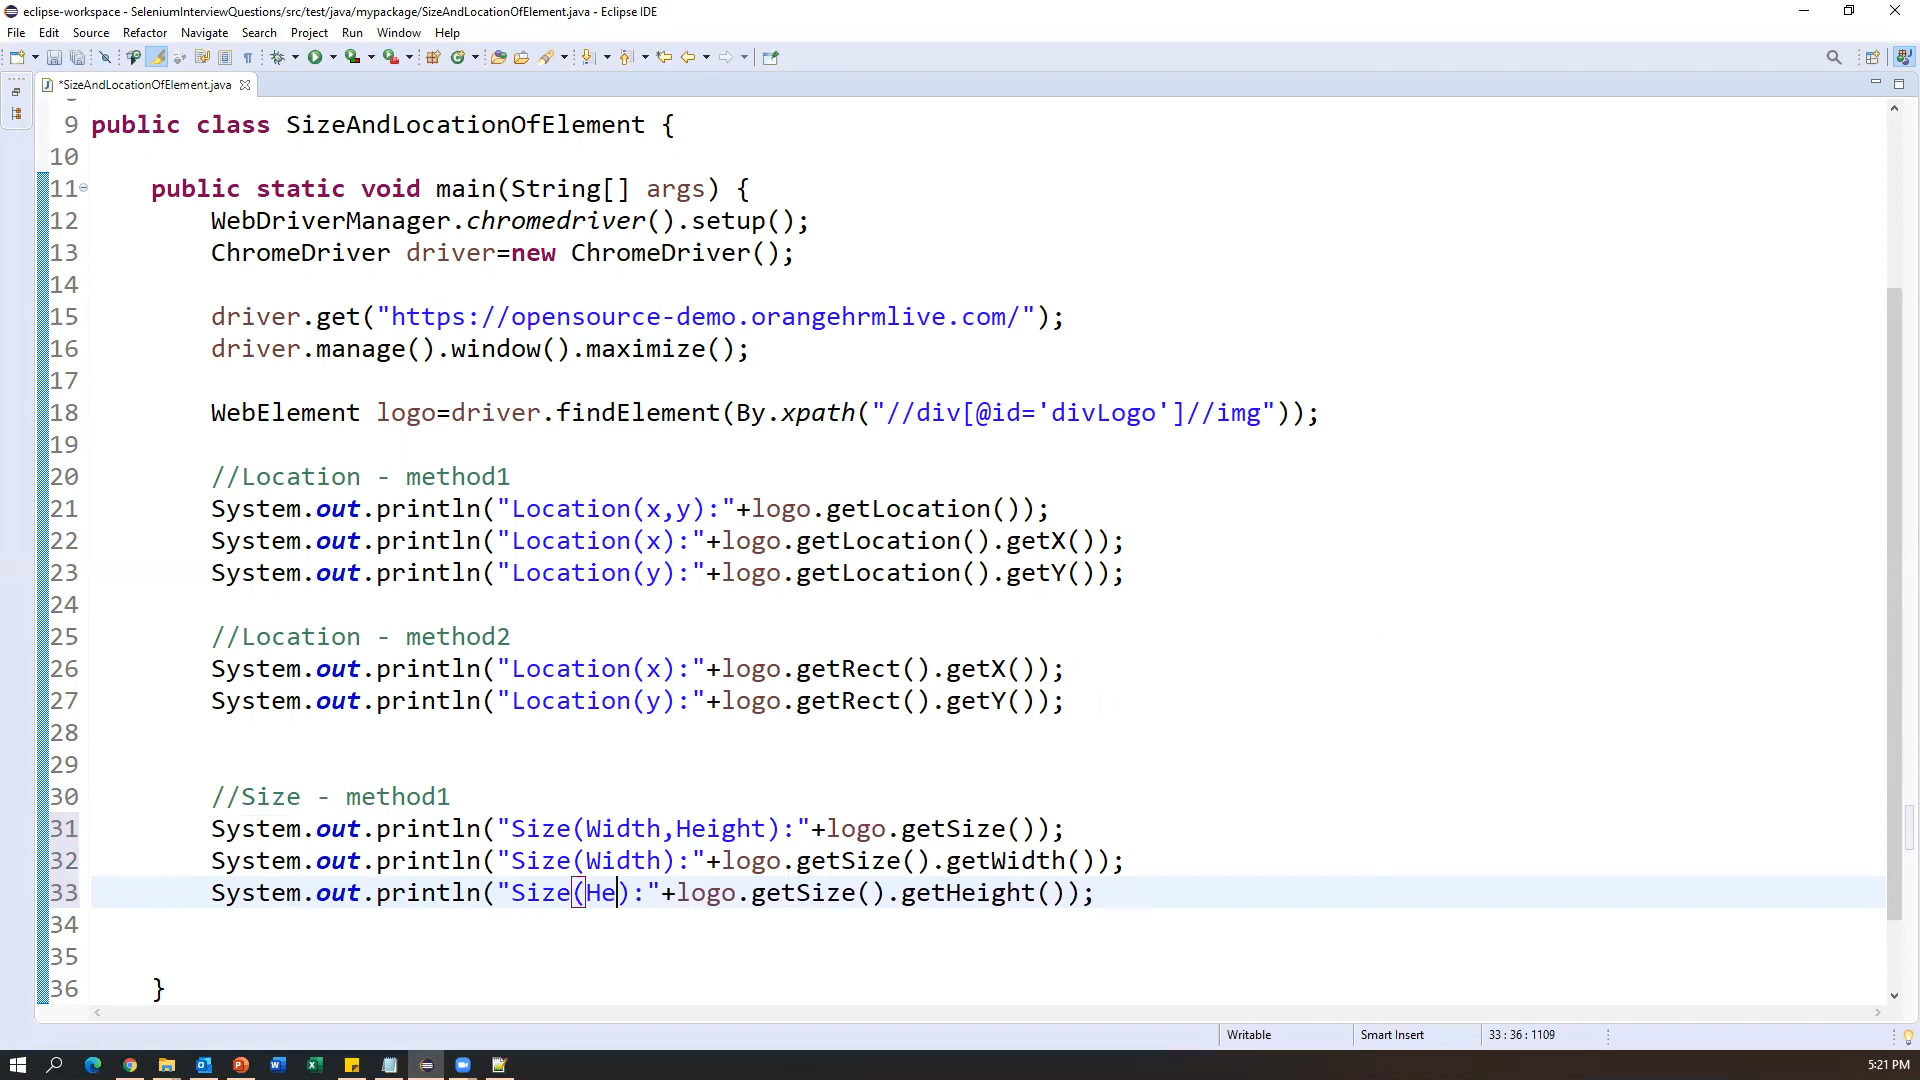 eclipse-workspace - SeleniumInterviewQuestions/src/test/java/mypackage/SizeAndLocationOfElement.java - Eclipse IDE
File Edit Source Refactor Navigate Search Project Run Window Help
*SizeAndLocationOfElement.java
9 public class SizeAndLocationOfElement {
10
11 public static void main(String[] args) {
12 WebDriverManager.chromedriver().setup();
13 ChromeDriver driver=new ChromeDriver();
14
15 driver.get("https://opensource-demo.orangehrmlive.com/");
16 driver.manage().window().maximize();
17
18 WebElement logo=driver.findElement(By.xpath("//div[@id='divLogo']//img"));
19
20 //Location - method1
21 System.out.println("Location(x,y):"+logo.getLocation());
22 System.out.println("Location(x):"+logo.getLocation().getX());
23 System.out.println("Location(y):"+logo.getLocation().getY());
24
25 //Location - method2
26 System.out.println("Location(x):"+logo.getRect().getX());
27 System.out.println("Location(y):"+logo.getRect().getY());
28
29
30 //Size - method1
31 System.out.println("Size(Width,Height):"+logo.getSize());
32 System.out.println("Size(Width):"+logo.getSize().getWidth());
33 System.out.println("Size(He):"+logo.getSize().getHeight());
34
35
36 }
Writable Smart Insert 33 : 36 : 1109
5:21 PM